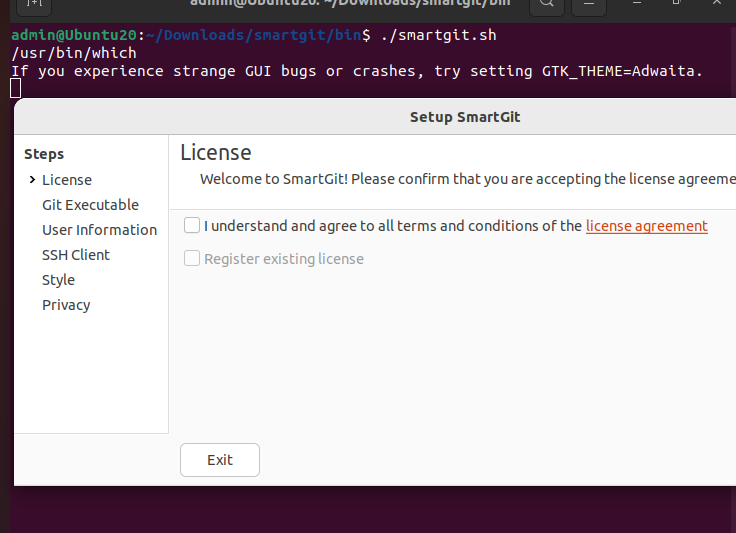 admin@Ubuntu20: ~/Downloads/smartgit/bin
admin@Ubuntu20:~/Downloads/smartgit/bin$ ./smartgit.sh
/usr/bin/which
If you experience strange GUI bugs or crashes, try setting GTK_THEME=Adwaita.
Setup SmartGit
Steps
License
Git Executable
User Information
SSH Client
Style
Privacy
License
Welcome to SmartGit! Please confirm that you are accepting the license agreeme
I understand and agree to all terms and conditions of the license agreement
Register existing license
Exit